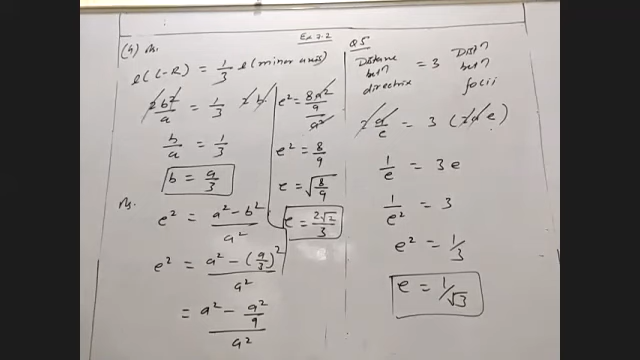 Ex 7.2
(4) Ans.
l(L-R) = 1/3 l(minor axis)
2b²/a = 1/3 2b
b/a = 1/3
b = a/3
Ans.
e² = a² - b² / a²
e² = a² - (a/3)² / a²
= a² - a²/9 / a²
e² = 8a²/9 / a²
e² = 8/9
e = √8/9
e = 2√2/3
Q5
Distane betn directrix = 3 Distn betn focii
2a/e = 3 (2ae)
1/e = 3e
1/e² = 3
e² = 1/3
e = 1/√3